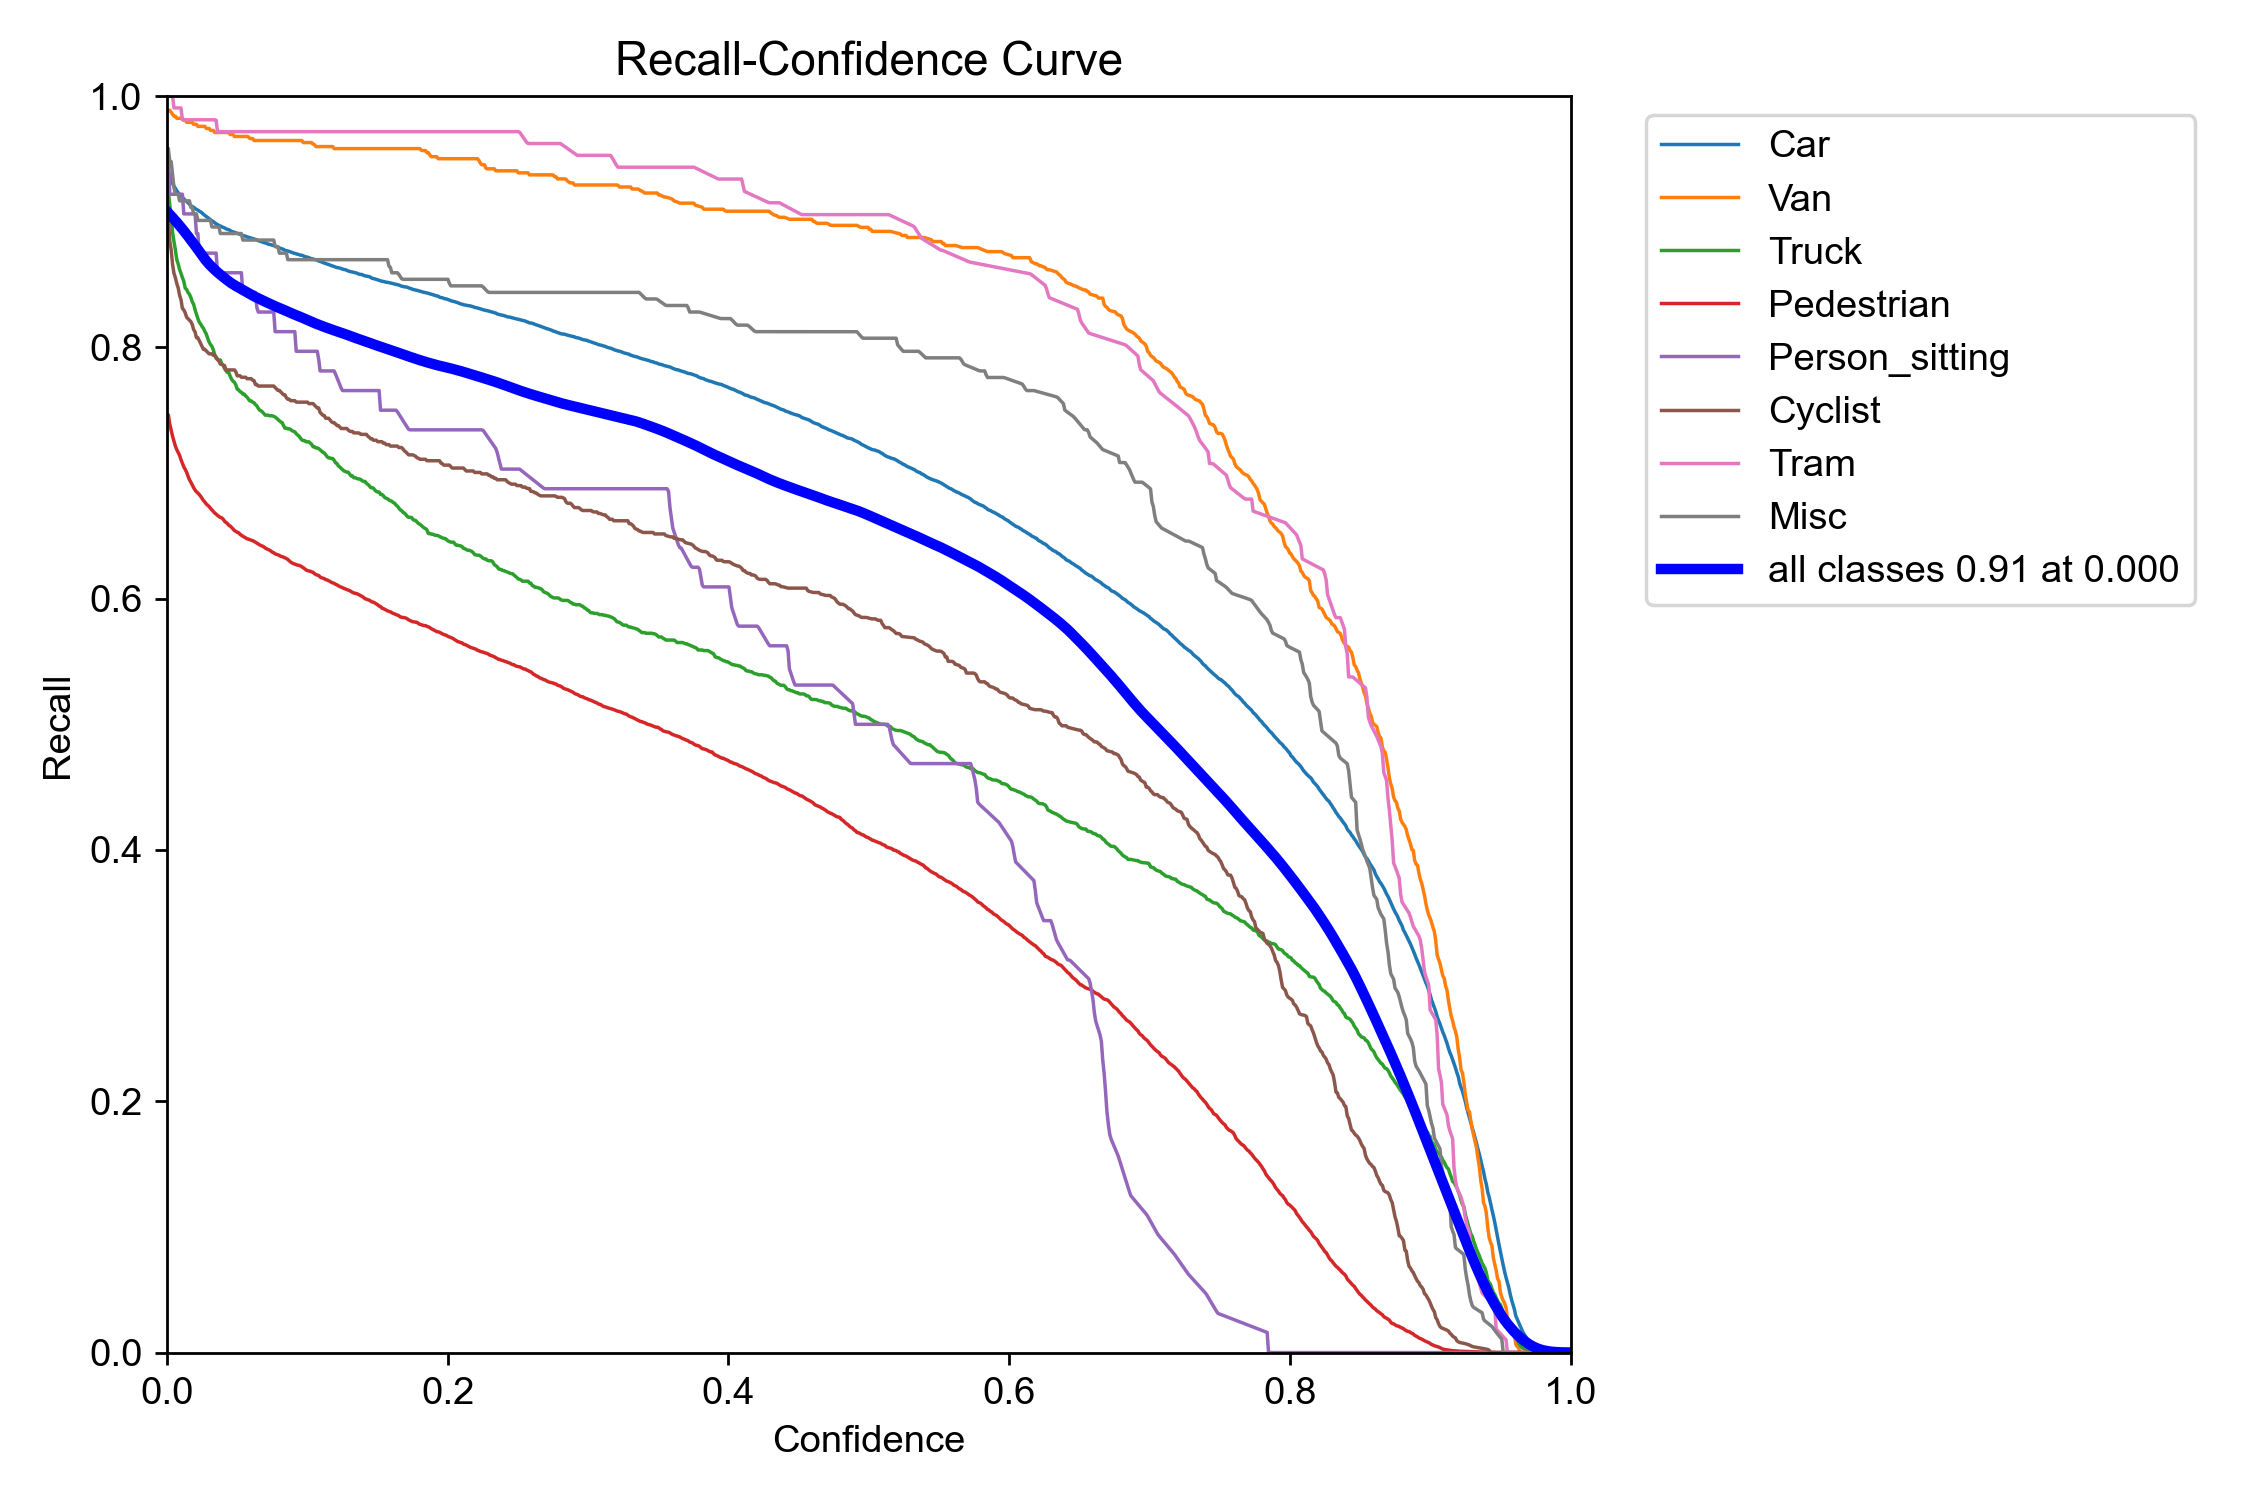 Recall-Confidence Curve
1.0
0.8
0.6
0.4
0.2
0.0
Recall
0.0 0.2 0.4 0.6 0.8 1.0
Confidence
Car
Van
Truck
Pedestrian
Person_sitting
Cyclist
Tram
Misc
all classes 0.91 at 0.000